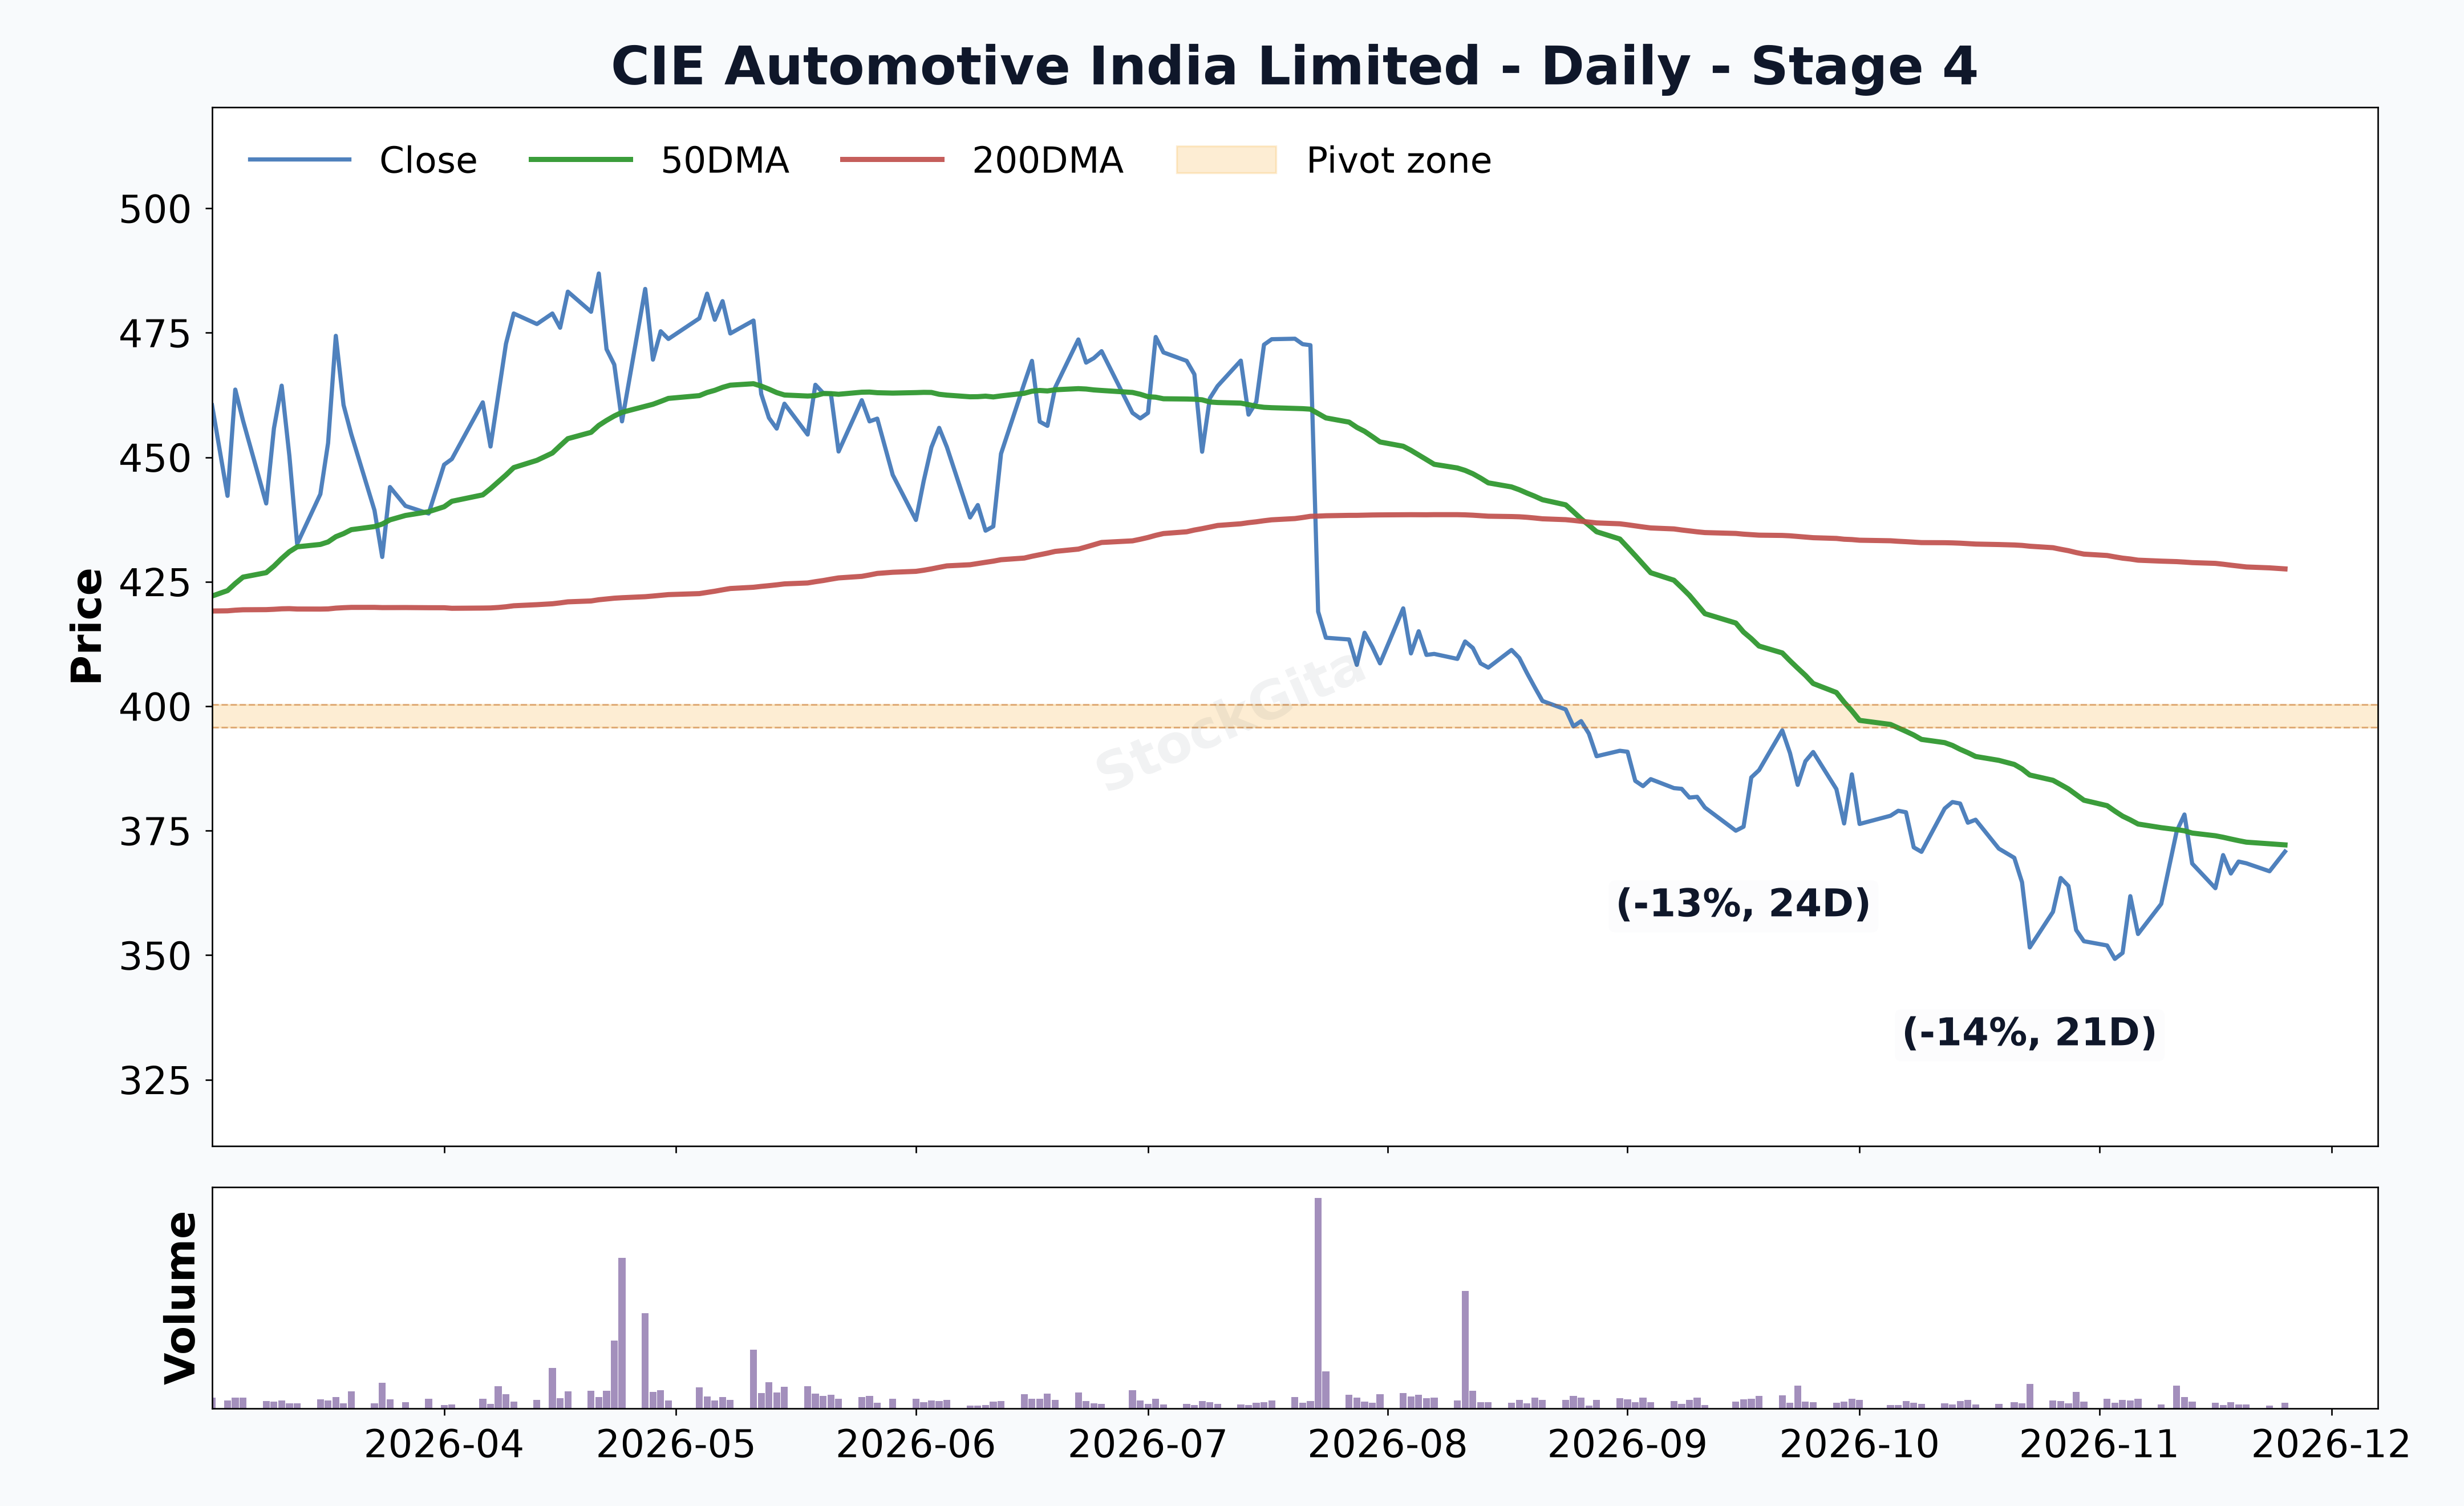 CIE Automotive India Limited - Daily - Stage 4
Close 50DMA 200DMA Pivot zone
Price
500
475
450
425
400
375
350
325
StockGita
(-13%, 24D)
(-14%, 21D)
Volume
2026-04 2026-05 2026-06 2026-07 2026-08 2026-09 2026-10 2026-11 2026-12